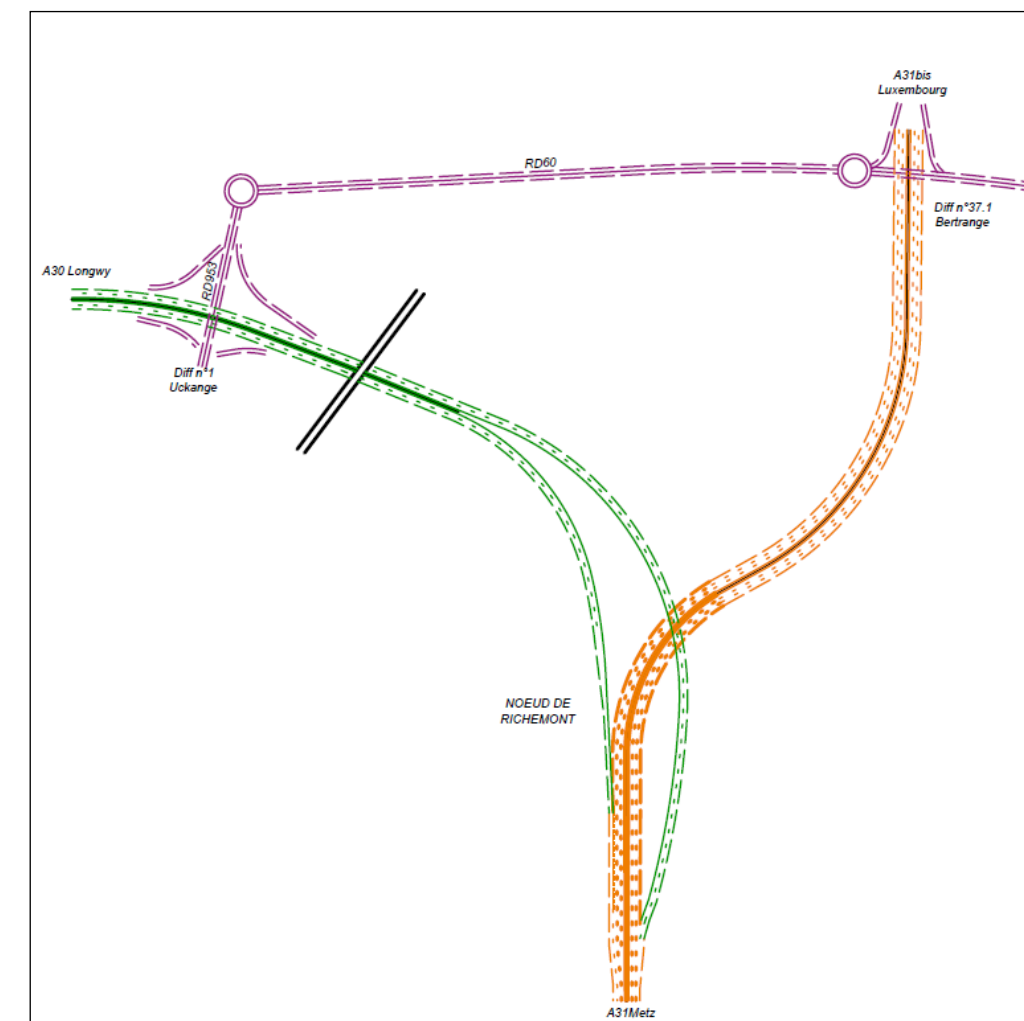 A31bis
Luxembourg
RD60
Diff n°37.1
Bertrange
A30 Longwy
RD953
Diff n°1
Uckange
NOEUD DE
RICHEMONT
A31Metz